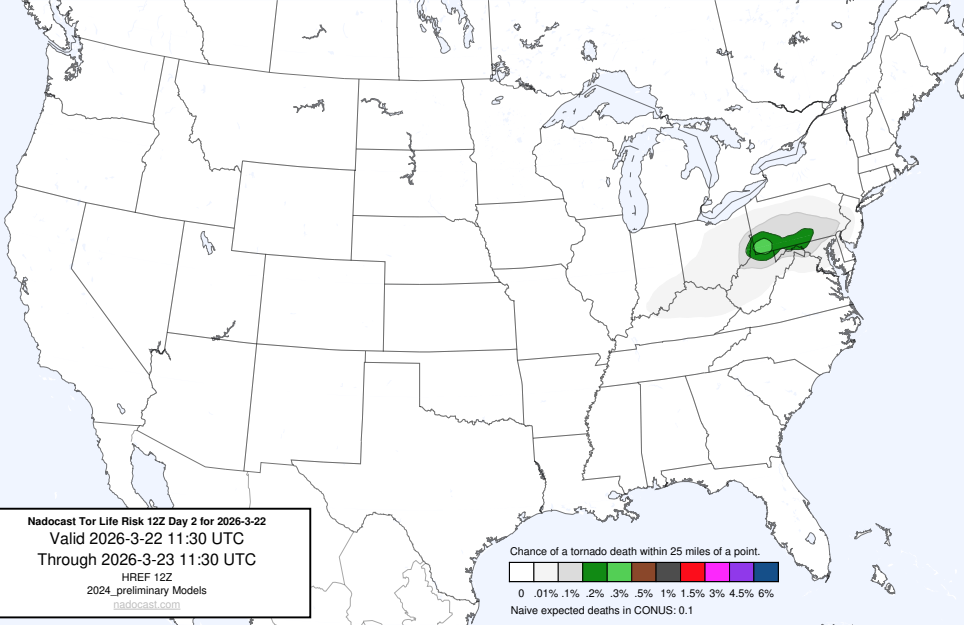 Nadocast Tor Life Risk 12Z Day 2 for 2026-3-22
Valid 2026-3-22 11:30 UTC
Through 2026-3-23 11:30 UTC
HREF 12Z
2024_preliminary Models
nadocast.com
Chance of a tornado death within 25 miles of a point.
0 .01% .1% .2% .3% .5% 1% 1.5% 3% 4.5% 6%
Naive expected deaths in CONUS: 0.1